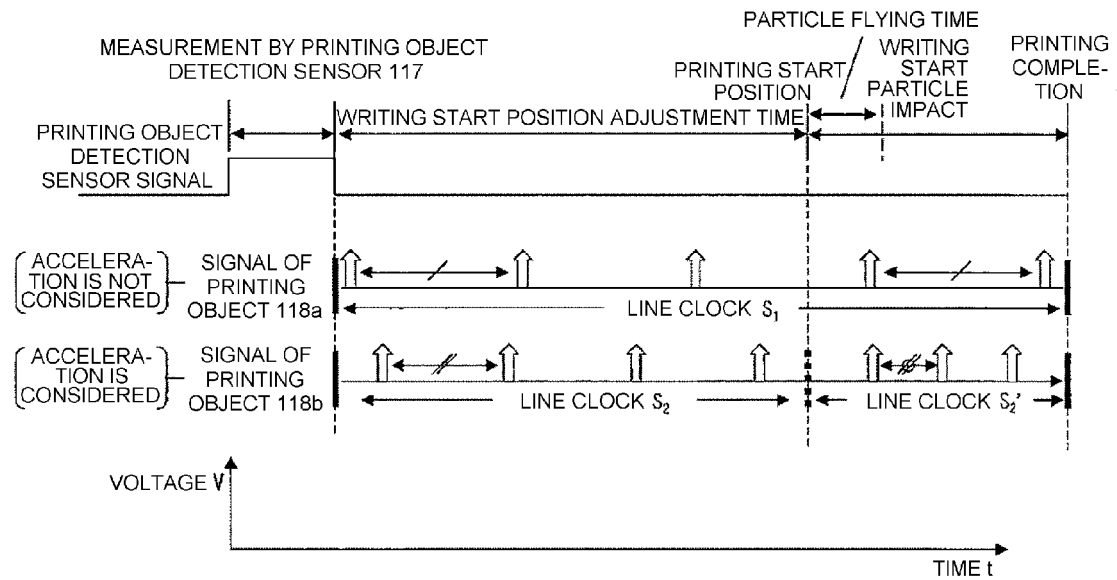 PARTICLE FLYING TIME
MEASUREMENT BY PRINTING OBJECT
DETECTION SENSOR 117
PRINTING START
POSITION
WRITING
START
PARTICLE
IMPACT
PRINTING
COMPLE-
TION
WRITING START POSITION ADJUSTMENT TIME
PRINTING OBJECT
DETECTION
SENSOR SIGNAL
ACCELERA-
TION IS NOT
CONSIDERED
SIGNAL OF
PRINTING
OBJECT 118a
LINE CLOCK S1
ACCELERA-
TION IS
CONSIDERED
SIGNAL OF
PRINTING
OBJECT 118b
LINE CLOCK S2
LINE CLOCK S2'
VOLTAGE V
TIME t